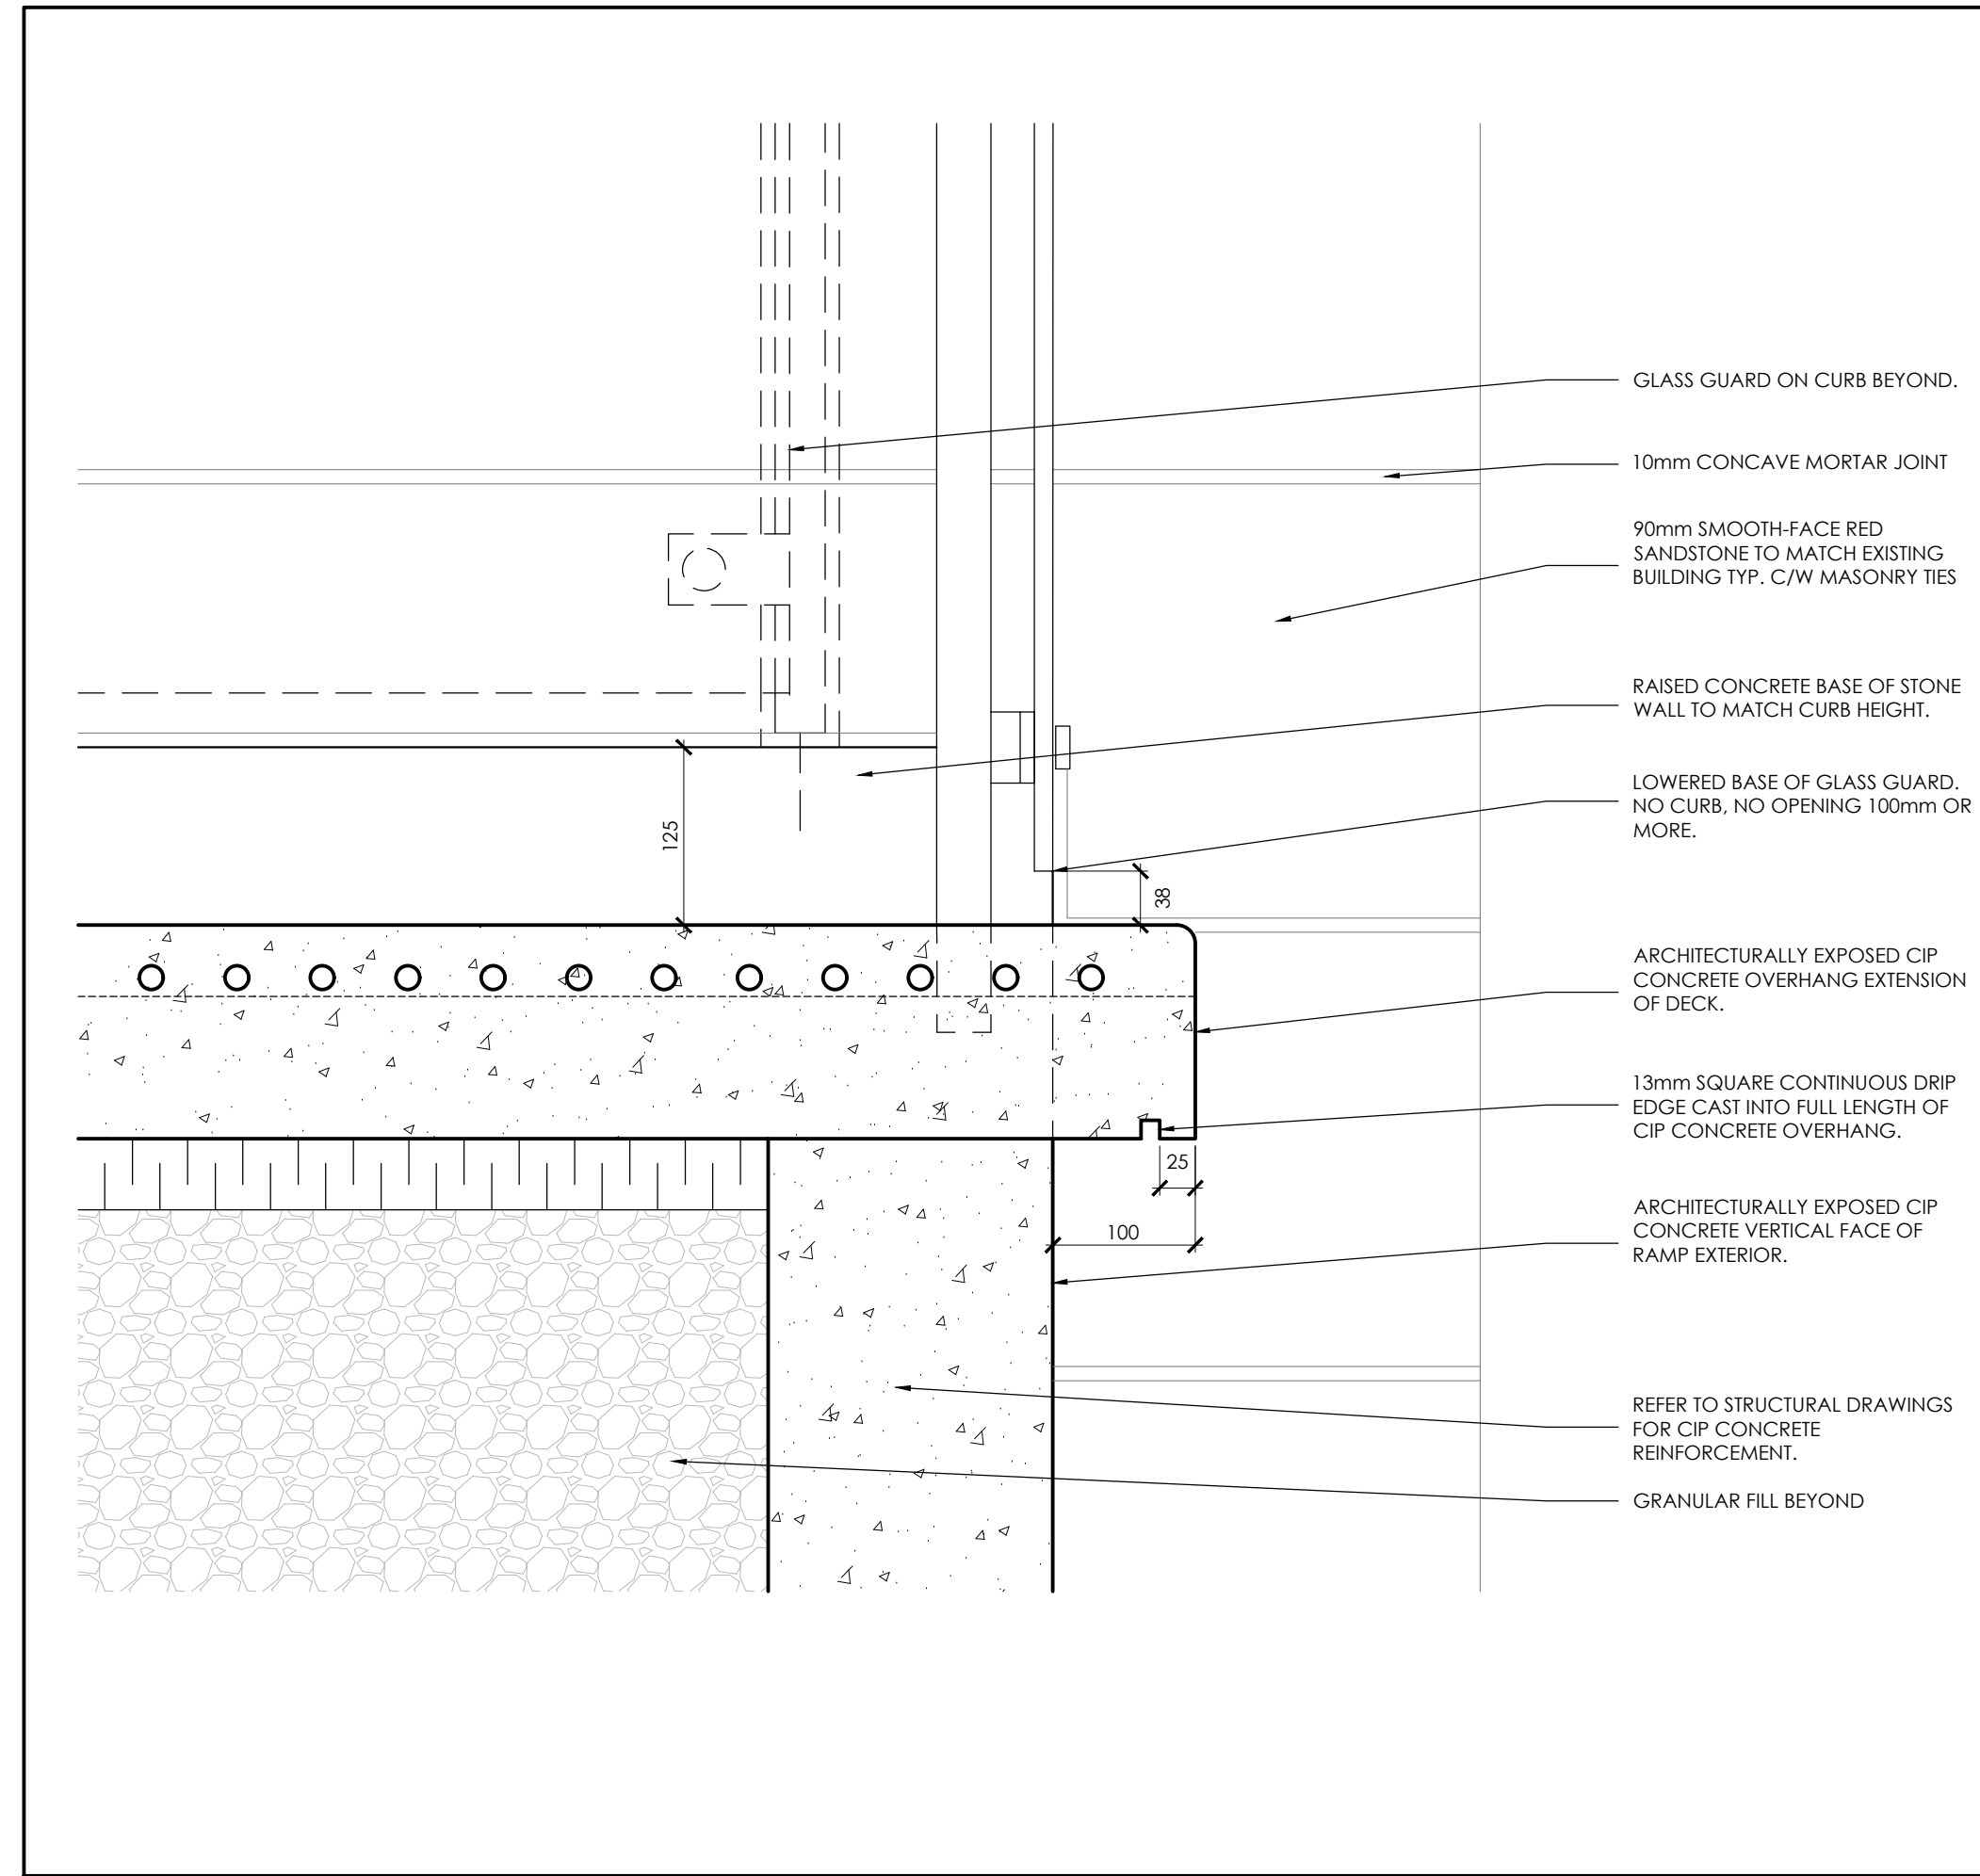 GLASS GUARD ON CURB BEYOND.
10mm CONCAVE MORTAR JOINT
90mm SMOOTH-FACE RED
SANDSTONE TO MATCH EXISTING
BUILDING TYP. C/W MASONRY TIES
RAISED CONCRETE BASE OF STONE
WALL TO MATCH CURB HEIGHT.
LOWERED BASE OF GLASS GUARD.
NO CURB, NO OPENING 100mm OR
MORE.
125
38
ARCHITECTURALLY EXPOSED CIP
CONCRETE OVERHANG EXTENSION
OF DECK.
13mm SQUARE CONTINUOUS DRIP
EDGE CAST INTO FULL LENGTH OF
CIP CONCRETE OVERHANG.
25
100
ARCHITECTURALLY EXPOSED CIP
CONCRETE VERTICAL FACE OF
RAMP EXTERIOR.
REFER TO STRUCTURAL DRAWINGS
FOR CIP CONCRETE
REINFORCEMENT.
GRANULAR FILL BEYOND